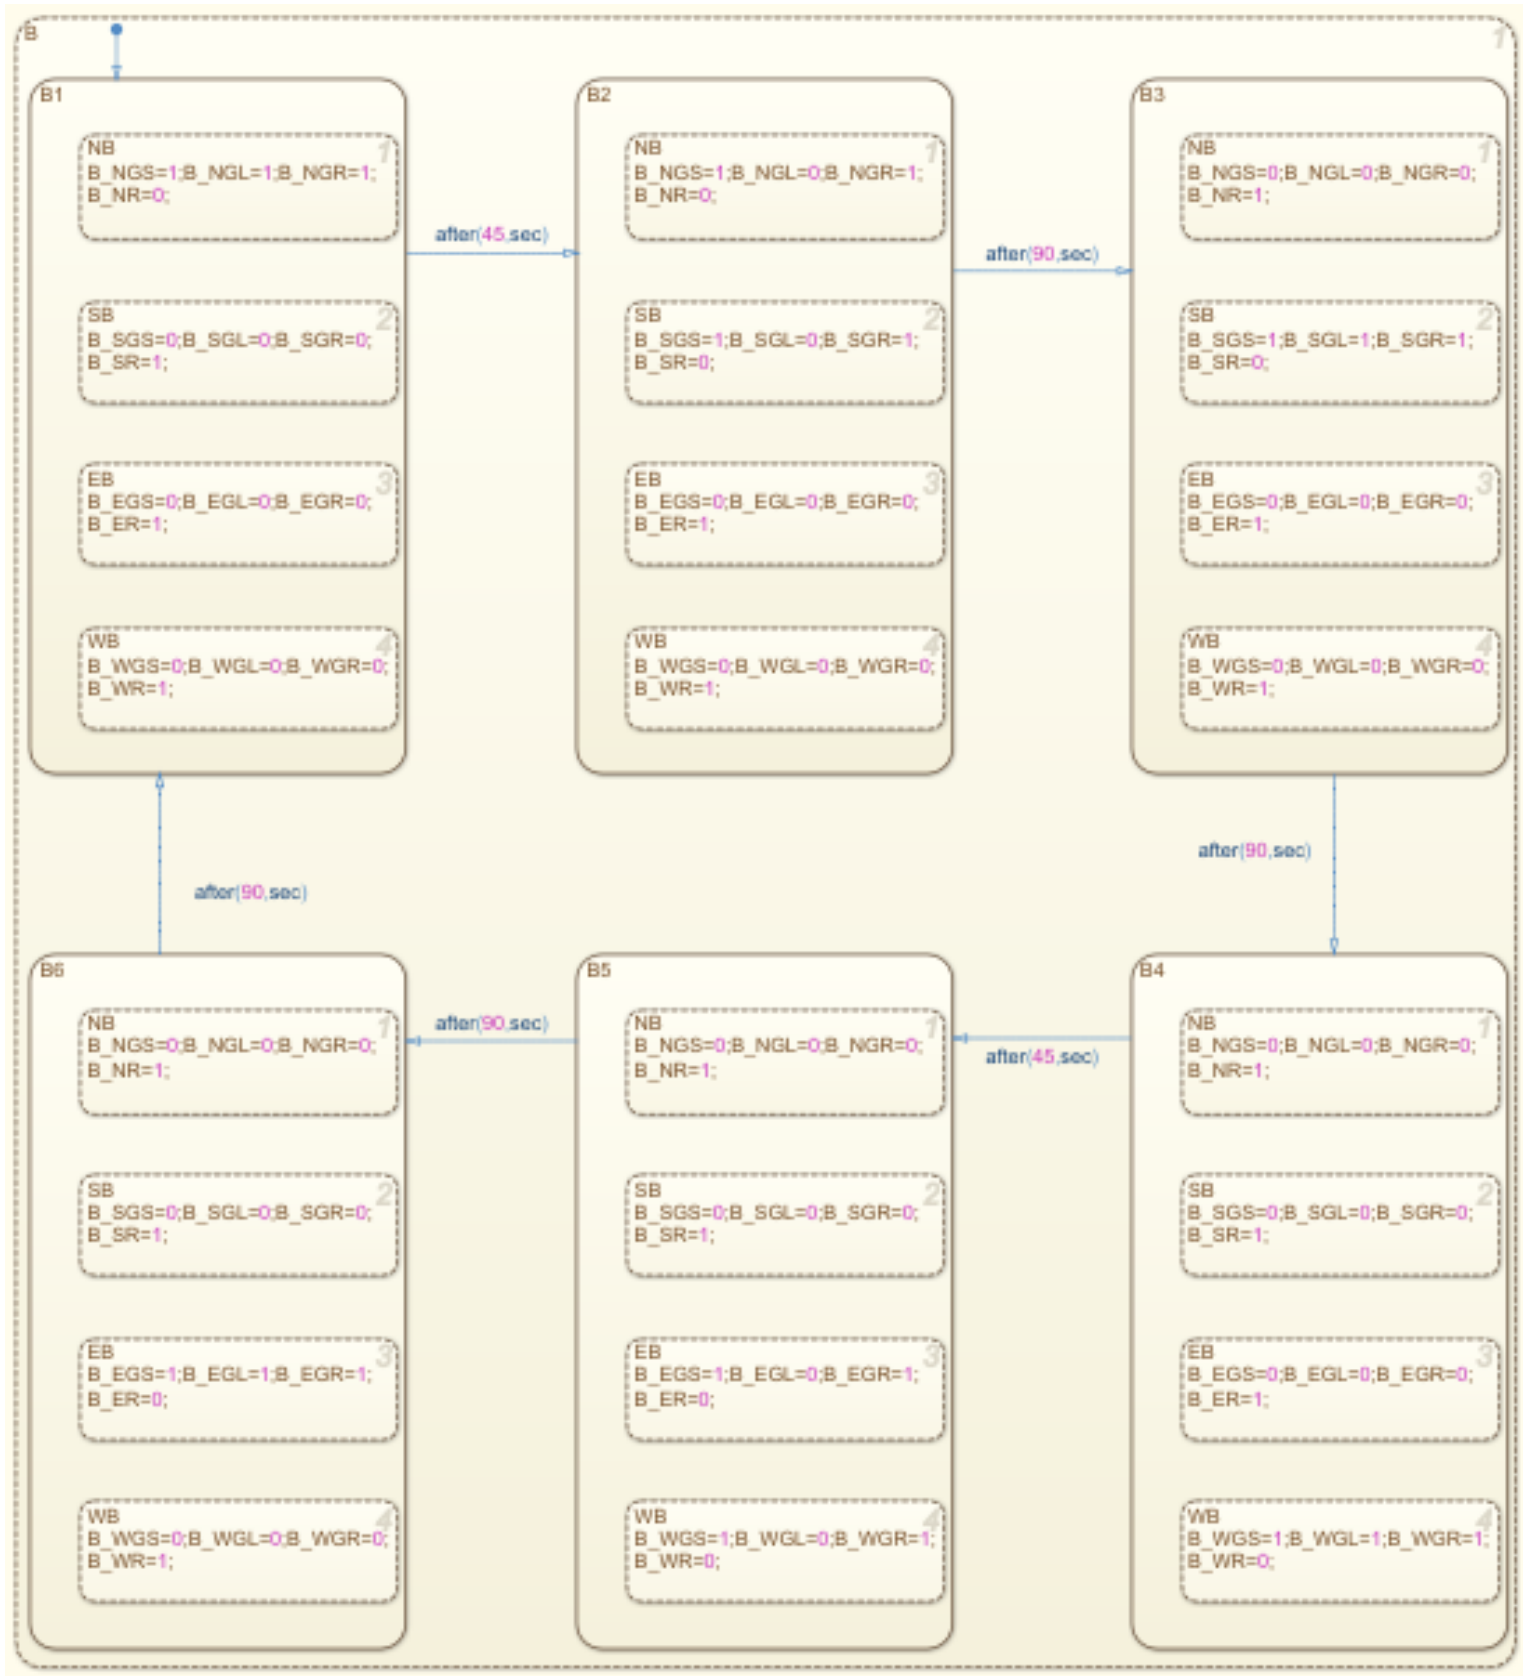 B
1
B1
NB
1
B_NGS=1;B_NGL=1;B_NGR=1;
B_NR=0;
SB
2
B_SGS=0;B_SGL=0;B_SGR=0;
B_SR=1;
EB
3
B_EGS=0;B_EGL=0;B_EGR=0;
B_ER=1;
WB
4
B_WGS=0;B_WGL=0;B_WGR=0;
B_WR=1;
after(45,sec)
B2
NB
1
B_NGS=1;B_NGL=0;B_NGR=1;
B_NR=0;
SB
2
B_SGS=1;B_SGL=0;B_SGR=1;
B_SR=0;
EB
3
B_EGS=0;B_EGL=0;B_EGR=0;
B_ER=1;
WB
4
B_WGS=0;B_WGL=0;B_WGR=0;
B_WR=1;
after(90,sec)
B3
NB
1
B_NGS=0;B_NGL=0;B_NGR=0;
B_NR=1;
SB
2
B_SGS=1;B_SGL=1;B_SGR=1;
B_SR=0;
EB
3
B_EGS=0;B_EGL=0;B_EGR=0;
B_ER=1;
WB
4
B_WGS=0;B_WGL=0;B_WGR=0;
B_WR=1;
after(90,sec)
after(90,sec)
B6
NB
1
B_NGS=0;B_NGL=0;B_NGR=0;
B_NR=1;
SB
2
B_SGS=0;B_SGL=0;B_SGR=0;
B_SR=1;
EB
3
B_EGS=1;B_EGL=1;B_EGR=1;
B_ER=0;
WB
4
B_WGS=0;B_WGL=0;B_WGR=0;
B_WR=1;
after(90,sec)
B5
NB
1
B_NGS=0;B_NGL=0;B_NGR=0;
B_NR=1;
SB
2
B_SGS=0;B_SGL=0;B_SGR=0;
B_SR=1;
EB
3
B_EGS=1;B_EGL=0;B_EGR=1;
B_ER=0;
WB
4
B_WGS=1;B_WGL=0;B_WGR=1;
B_WR=0;
after(45,sec)
B4
NB
1
B_NGS=0;B_NGL=0;B_NGR=0;
B_NR=1;
SB
2
B_SGS=0;B_SGL=0;B_SGR=0;
B_SR=1;
EB
3
B_EGS=0;B_EGL=0;B_EGR=0;
B_ER=1;
WB
4
B_WGS=1;B_WGL=1;B_WGR=1;
B_WR=0;